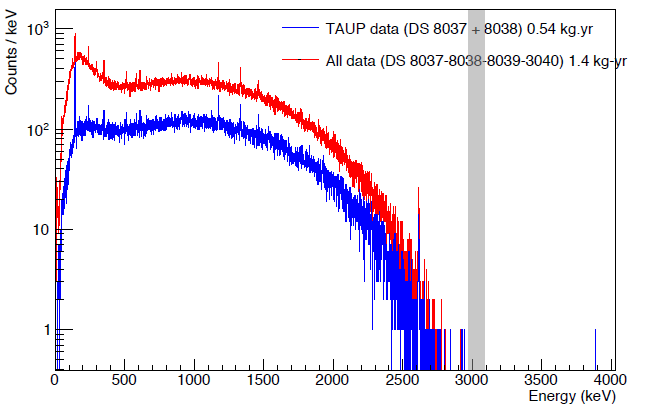 Counts / keV
10³
10²
10
1
TAUP data (DS 8037 + 8038) 0.54 kg.yr
All data (DS 8037-8038-8039-3040) 1.4 kg-yr
0 500 1000 1500 2000 2500 3000 3500 4000
Energy (keV)